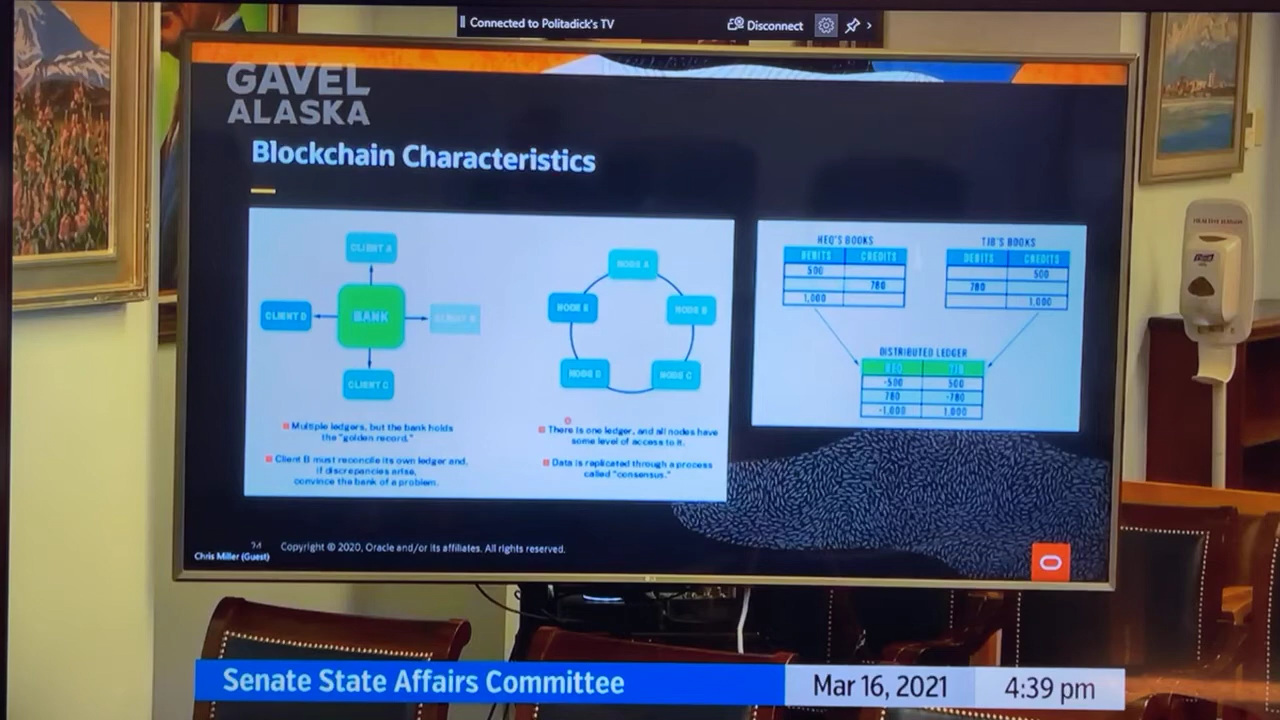 Connected to Politadick's TV
Disconnect
GAVEL
ALASKA
Blockchain Characteristics
CLIENT A
CLIENT D
BANK
CLIENT B
CLIENT C
Multiple ledgers, but the bank holds
the "golden record."
Client B must reconcile its own ledger and,
if discrepancies arise,
convince the bank of a problem.
NODE A
NODE E
NODE B
NODE D
NODE C
There is one ledger, and all nodes have
some level of access to it.
Data is replicated through a process
called "consensus."
HEQ'S BOOKS
DEBITS CREDITS
500
780
1,000
TJB'S BOOKS
DEBITS CREDITS
500
780
1,000
DISTRIBUTED LEDGER
HEQ TJB
-500 500
780 -780
-1,000 1,000
Chris Miller (Guest)
Copyright © 2020, Oracle and/or its affiliates. All rights reserved.
Senate State Affairs Committee
Mar 16, 2021
4:39 pm